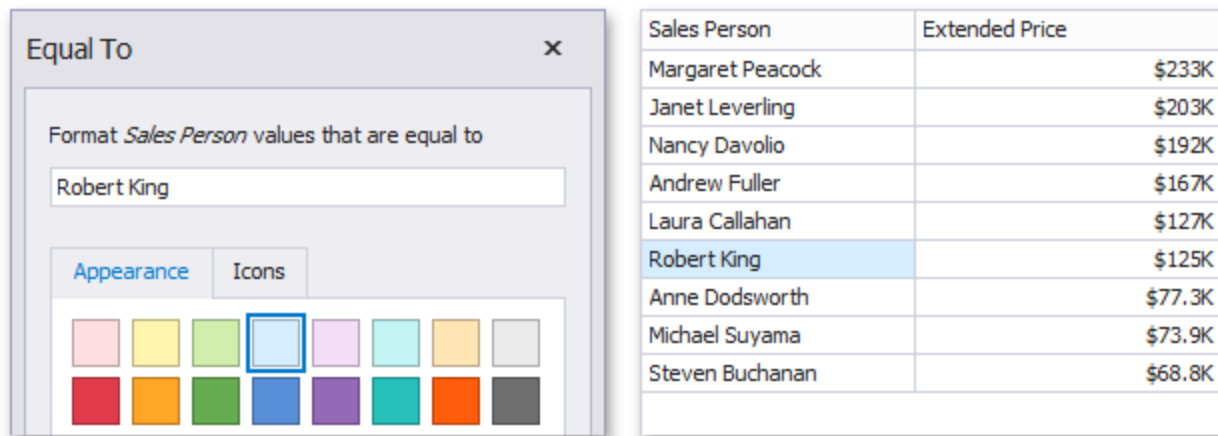 Equal To
Format Sales Person values that are equal to
Robert King
Appearance Icons
Sales Person Extended Price
Margaret Peacock $233K
Janet Leverling $203K
Nancy Davolio $192K
Andrew Fuller $167K
Laura Callahan $127K
Robert King $125K
Anne Dodsworth $77.3K
Michael Suyama $73.9K
Steven Buchanan $68.8K